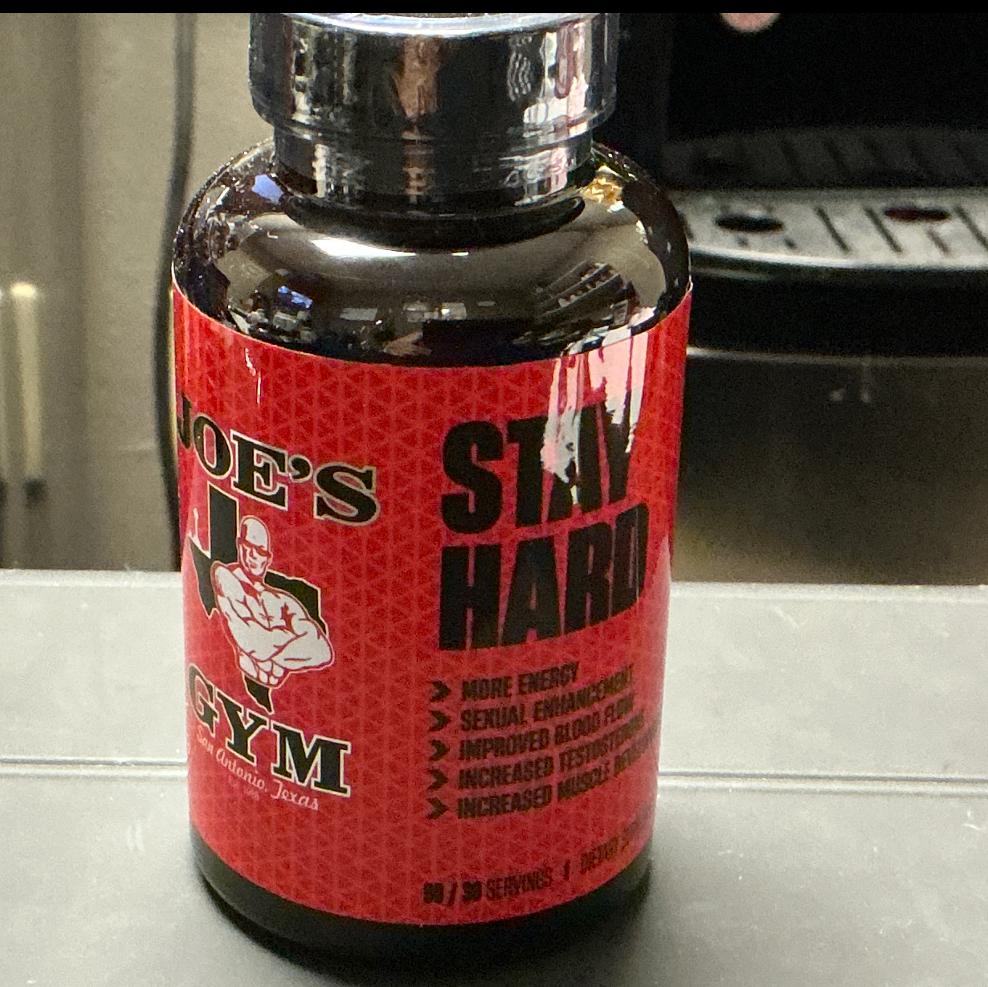 JOE'S
GYM
San Antonio, Texas
STAY
HARD
MORE ENERGY
SEXUAL ENHANCEMENT
IMPROVED BLOOD FLOW
INCREASED TESTOSTERONE
INCREASED MUSCLE
/ 30 SERVINGS | DIETARY